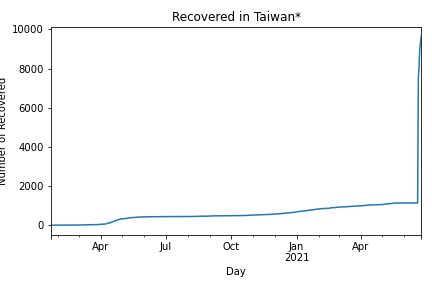 Recovered in Taiwan*
10000
8000
6000
4000
2000
0
Number of Recovered
Apr
Jul
Oct
Jan
2021
Apr
Day